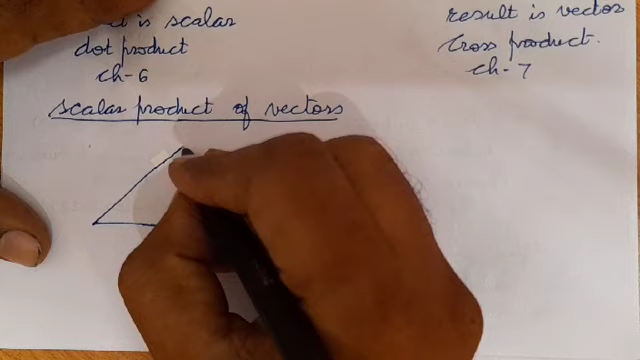 is scalar
dot product
ch-6
result is vector
cross product.
ch-7
scalar product of vectors